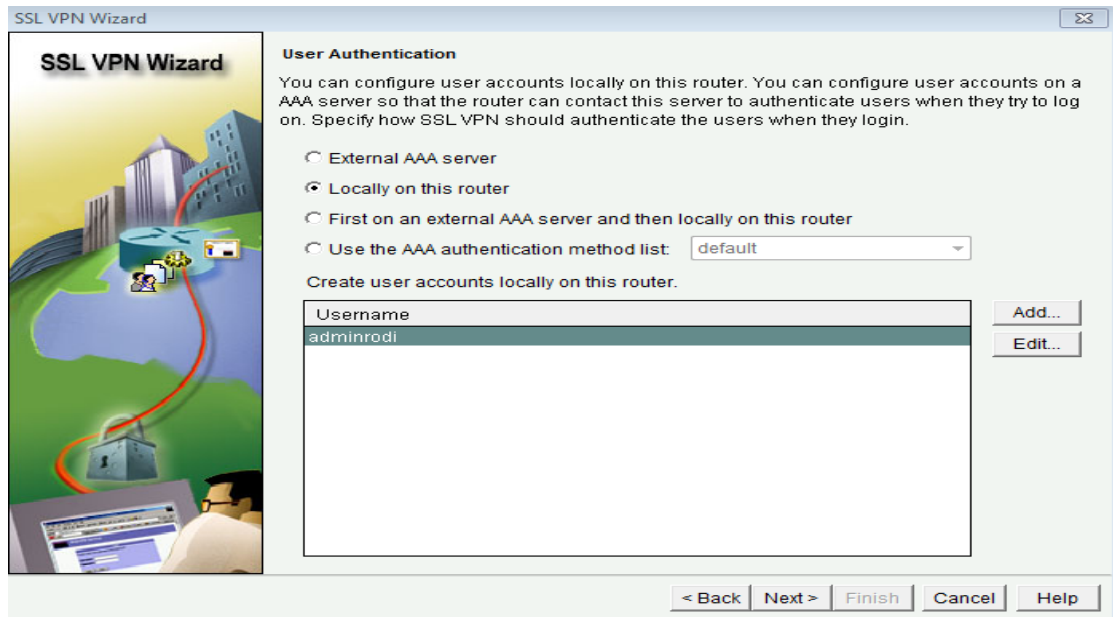 SSL VPN Wizard
SSL VPN Wizard
User Authentication
You can configure user accounts locally on this router. You can configure user accounts on a
AAA server so that the router can contact this server to authenticate users when they try to log
on. Specify how SSL VPN should authenticate the users when they login.
External AAA server
Locally on this router
First on an external AAA server and then locally on this router
Use the AAA authentication method list: default
Create user accounts locally on this router.
Username
adminrodi
Add...
Edit...
< Back Next > Finish Cancel Help